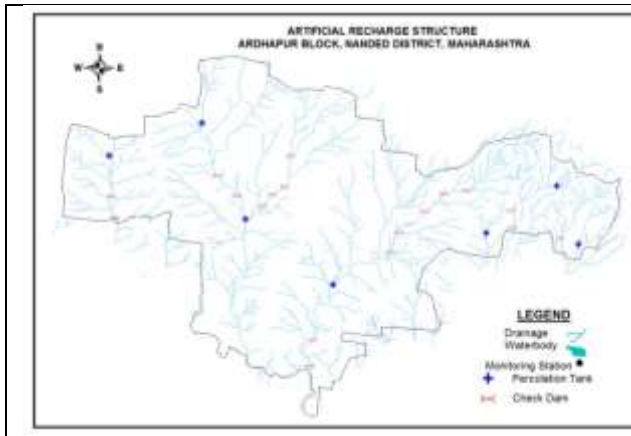 ARTIFICIAL RECHARGE STRUCTURE
ARDHAPUR BLOCK, NANDED DISTRICT, MAHARASHTRA
N
W E
S
LEGEND
Drainage
Waterbody
Monitoring Station
Percolation Tank
Check Dam